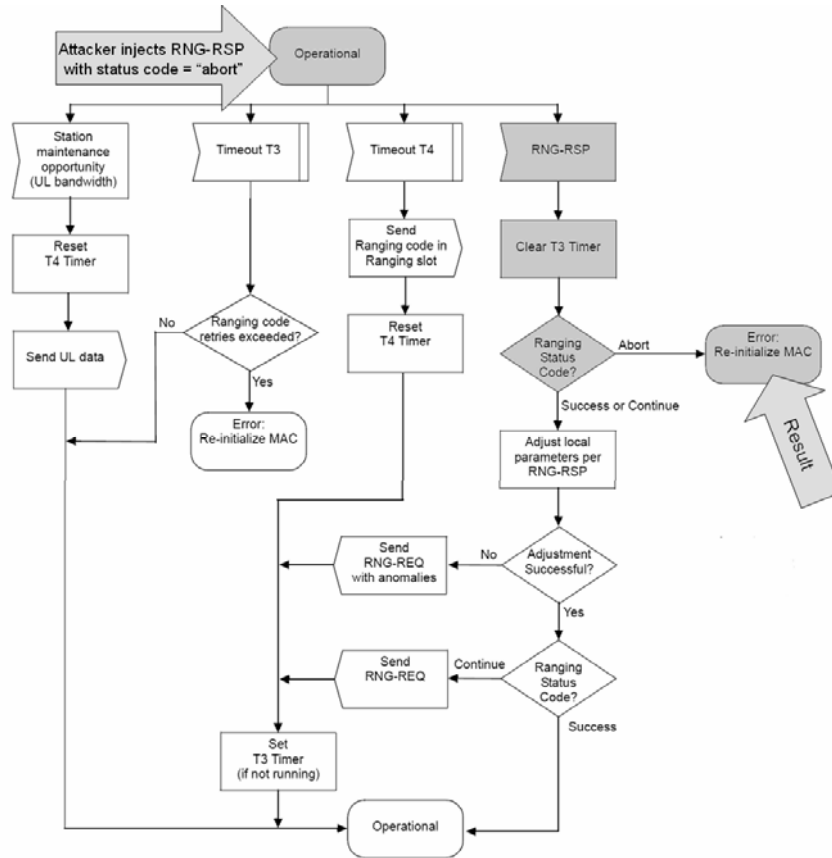 Attacker injects RNG-RSP
with status code = “abort”
Operational
Station
maintenance
opportunity
(UL bandwidth)
Timeout T3
Timeout T4
RNG-RSP
Reset
T4 Timer
Send
Ranging code in
Ranging slot
Clear T3 Timer
Send UL data
No
Ranging code
retries exceeded?
Yes
Error:
Re-initialize MAC
Reset
T4 Timer
Ranging
Status
Code?
Abort
Error:
Re-initialize MAC
Result
Success or Continue
Adjust local
parameters per
RNG-RSP
Adjustment
Successful?
No
Send
RNG-REQ
with anomalies
Yes
Ranging
Status
Code?
Continue
Send
RNG-REQ
Success
Set
T3 Timer
(if not running)
Operational